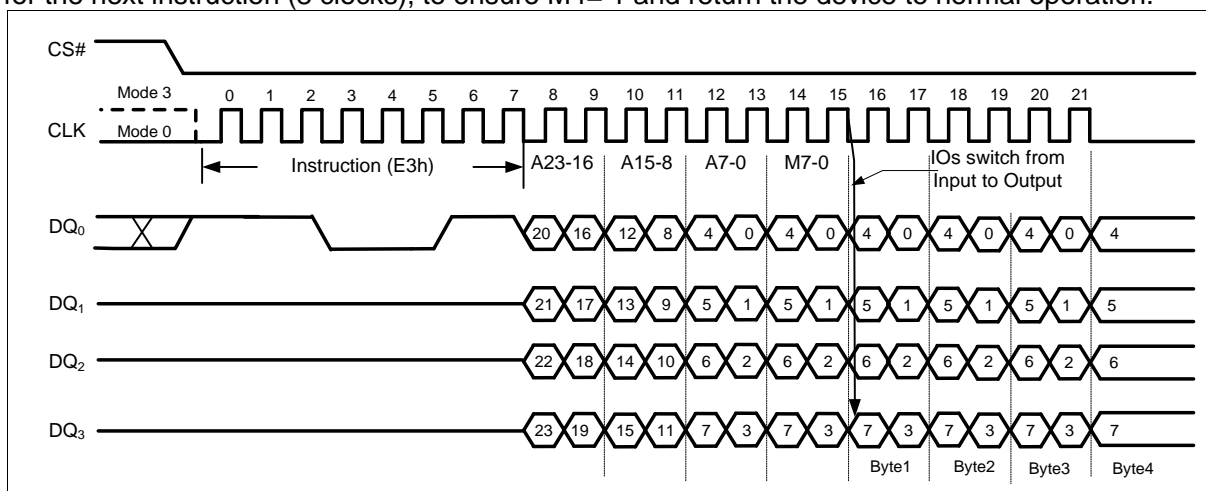 for the next instruction (8 clocks), to ensure M4= 1 and return the device to normal operation.
CS#
Mode 3
0 1 2 3 4 5 6 7 8 9 10 11 12 13 14 15 16 17 18 19 20 21
CLK
Mode 0
Instruction (E3h)
A23-16 A15-8 A7-0 M7-0
IOs switch from
Input to Output
DQ0
20 16 12 8 4 0 4 0 4 0 4 0 4 0 4
DQ1
21 17 13 9 5 1 5 1 5 1 5 1 5 1 5
DQ2
22 18 14 10 6 2 6 2 6 2 6 2 6 2 6
DQ3
23 19 15 11 7 3 7 3 7 3 7 3 7 3 7
Byte1 Byte2 Byte3 Byte4